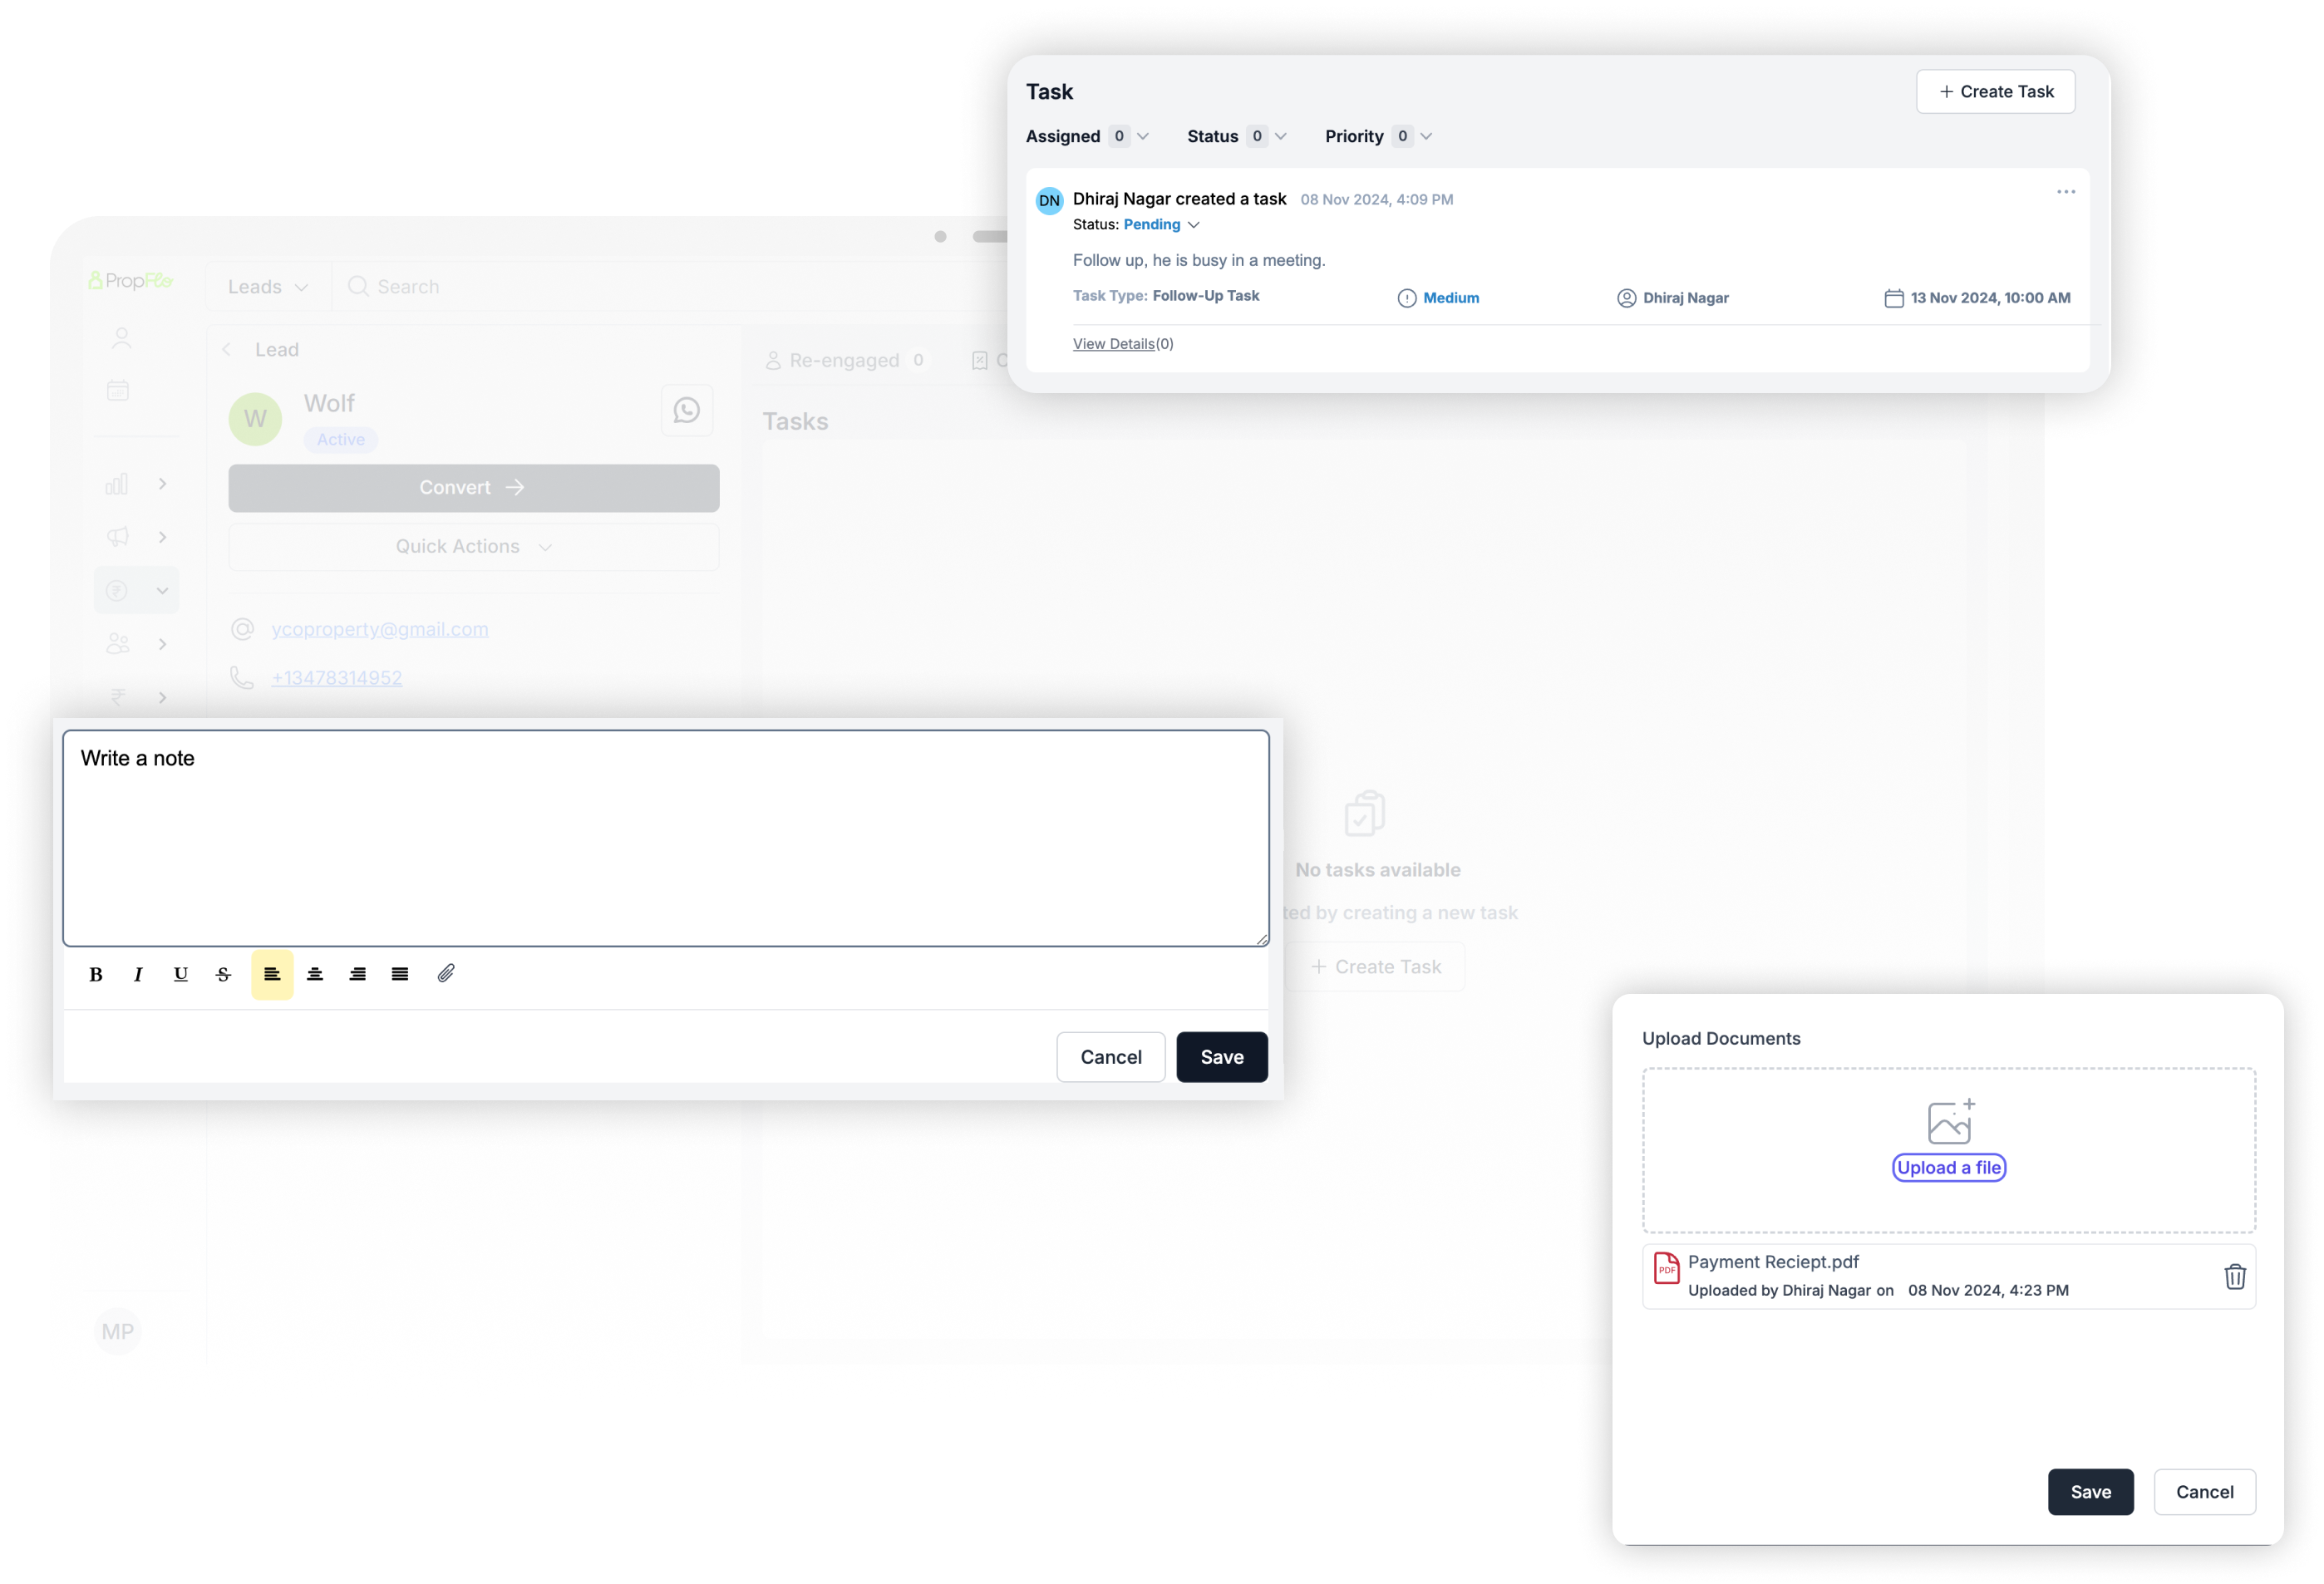 Task
+ Create Task
Assigned 0 Status 0 Priority 0
DN Dhiraj Nagar created a task 08 Nov 2024, 4:09 PM
Status: Pending
Follow up, he is busy in a meeting.
Task Type: Follow-Up Task Medium Dhiraj Nagar 13 Nov 2024, 10:00 AM
View Details(0)
PropFlo
Leads Search
Lead
W Wolf
Active
Convert
Quick Actions
ycoproperty@gmail.com
+13478314952
Re-engaged 0
Tasks
No tasks available
by creating a new task
+ Create Task
Write a note
B I U S
Cancel Save
MP
Upload Documents
Upload a file
PDF Payment Reciept.pdf
Uploaded by Dhiraj Nagar on 08 Nov 2024, 4:23 PM
Save Cancel